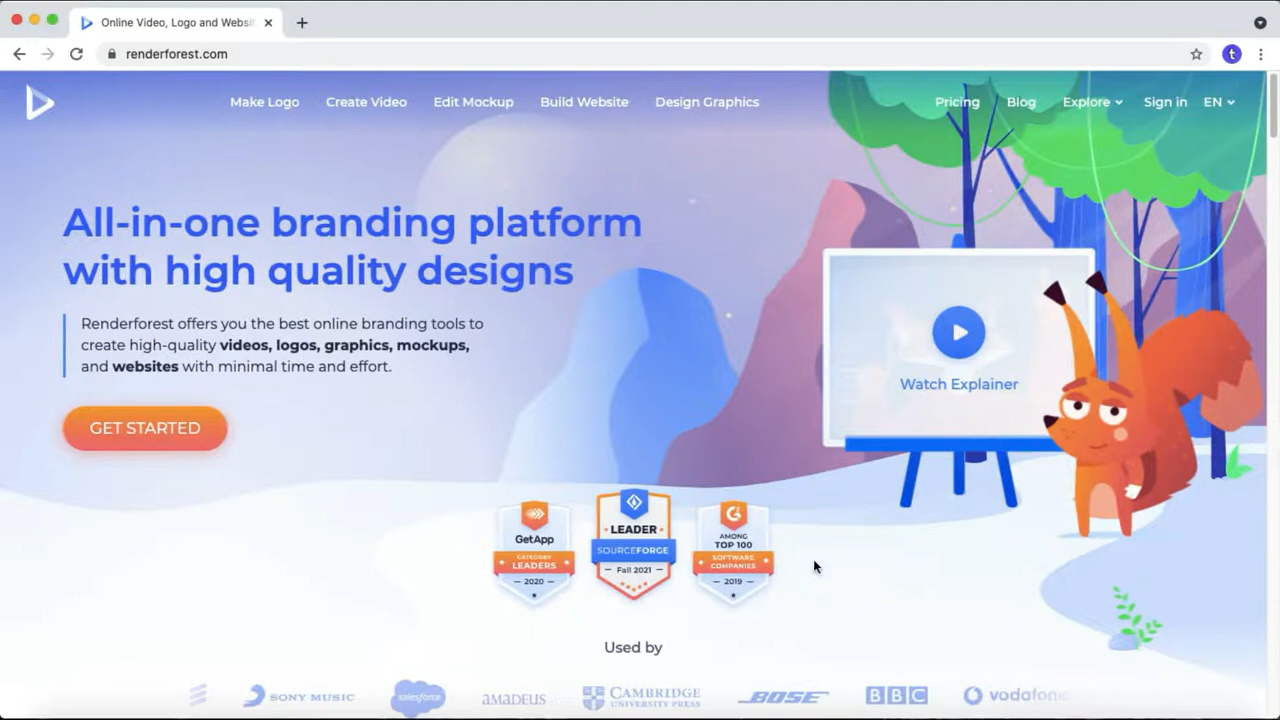 Online Video, Logo and Websi
renderforest.com
t
Make Logo Create Video Edit Mockup Build Website Design Graphics Pricing Blog Explore Sign in EN
All-in-one branding platform
with high quality designs
Renderforest offers you the best online branding tools to
create high-quality videos, logos, graphics, mockups,
and websites with minimal time and effort.
GET STARTED
Watch Explainer
GetApp
CATEGORY
LEADERS
2020
LEADER
SOURCEFORGE
Fall 2021
AMONG
TOP 100
SOFTWARE
COMPANIES
2019
Used by
SONY MUSIC salesforce AMADEUS CAMBRIDGE UNIVERSITY PRESS BOSE BBC vodafone